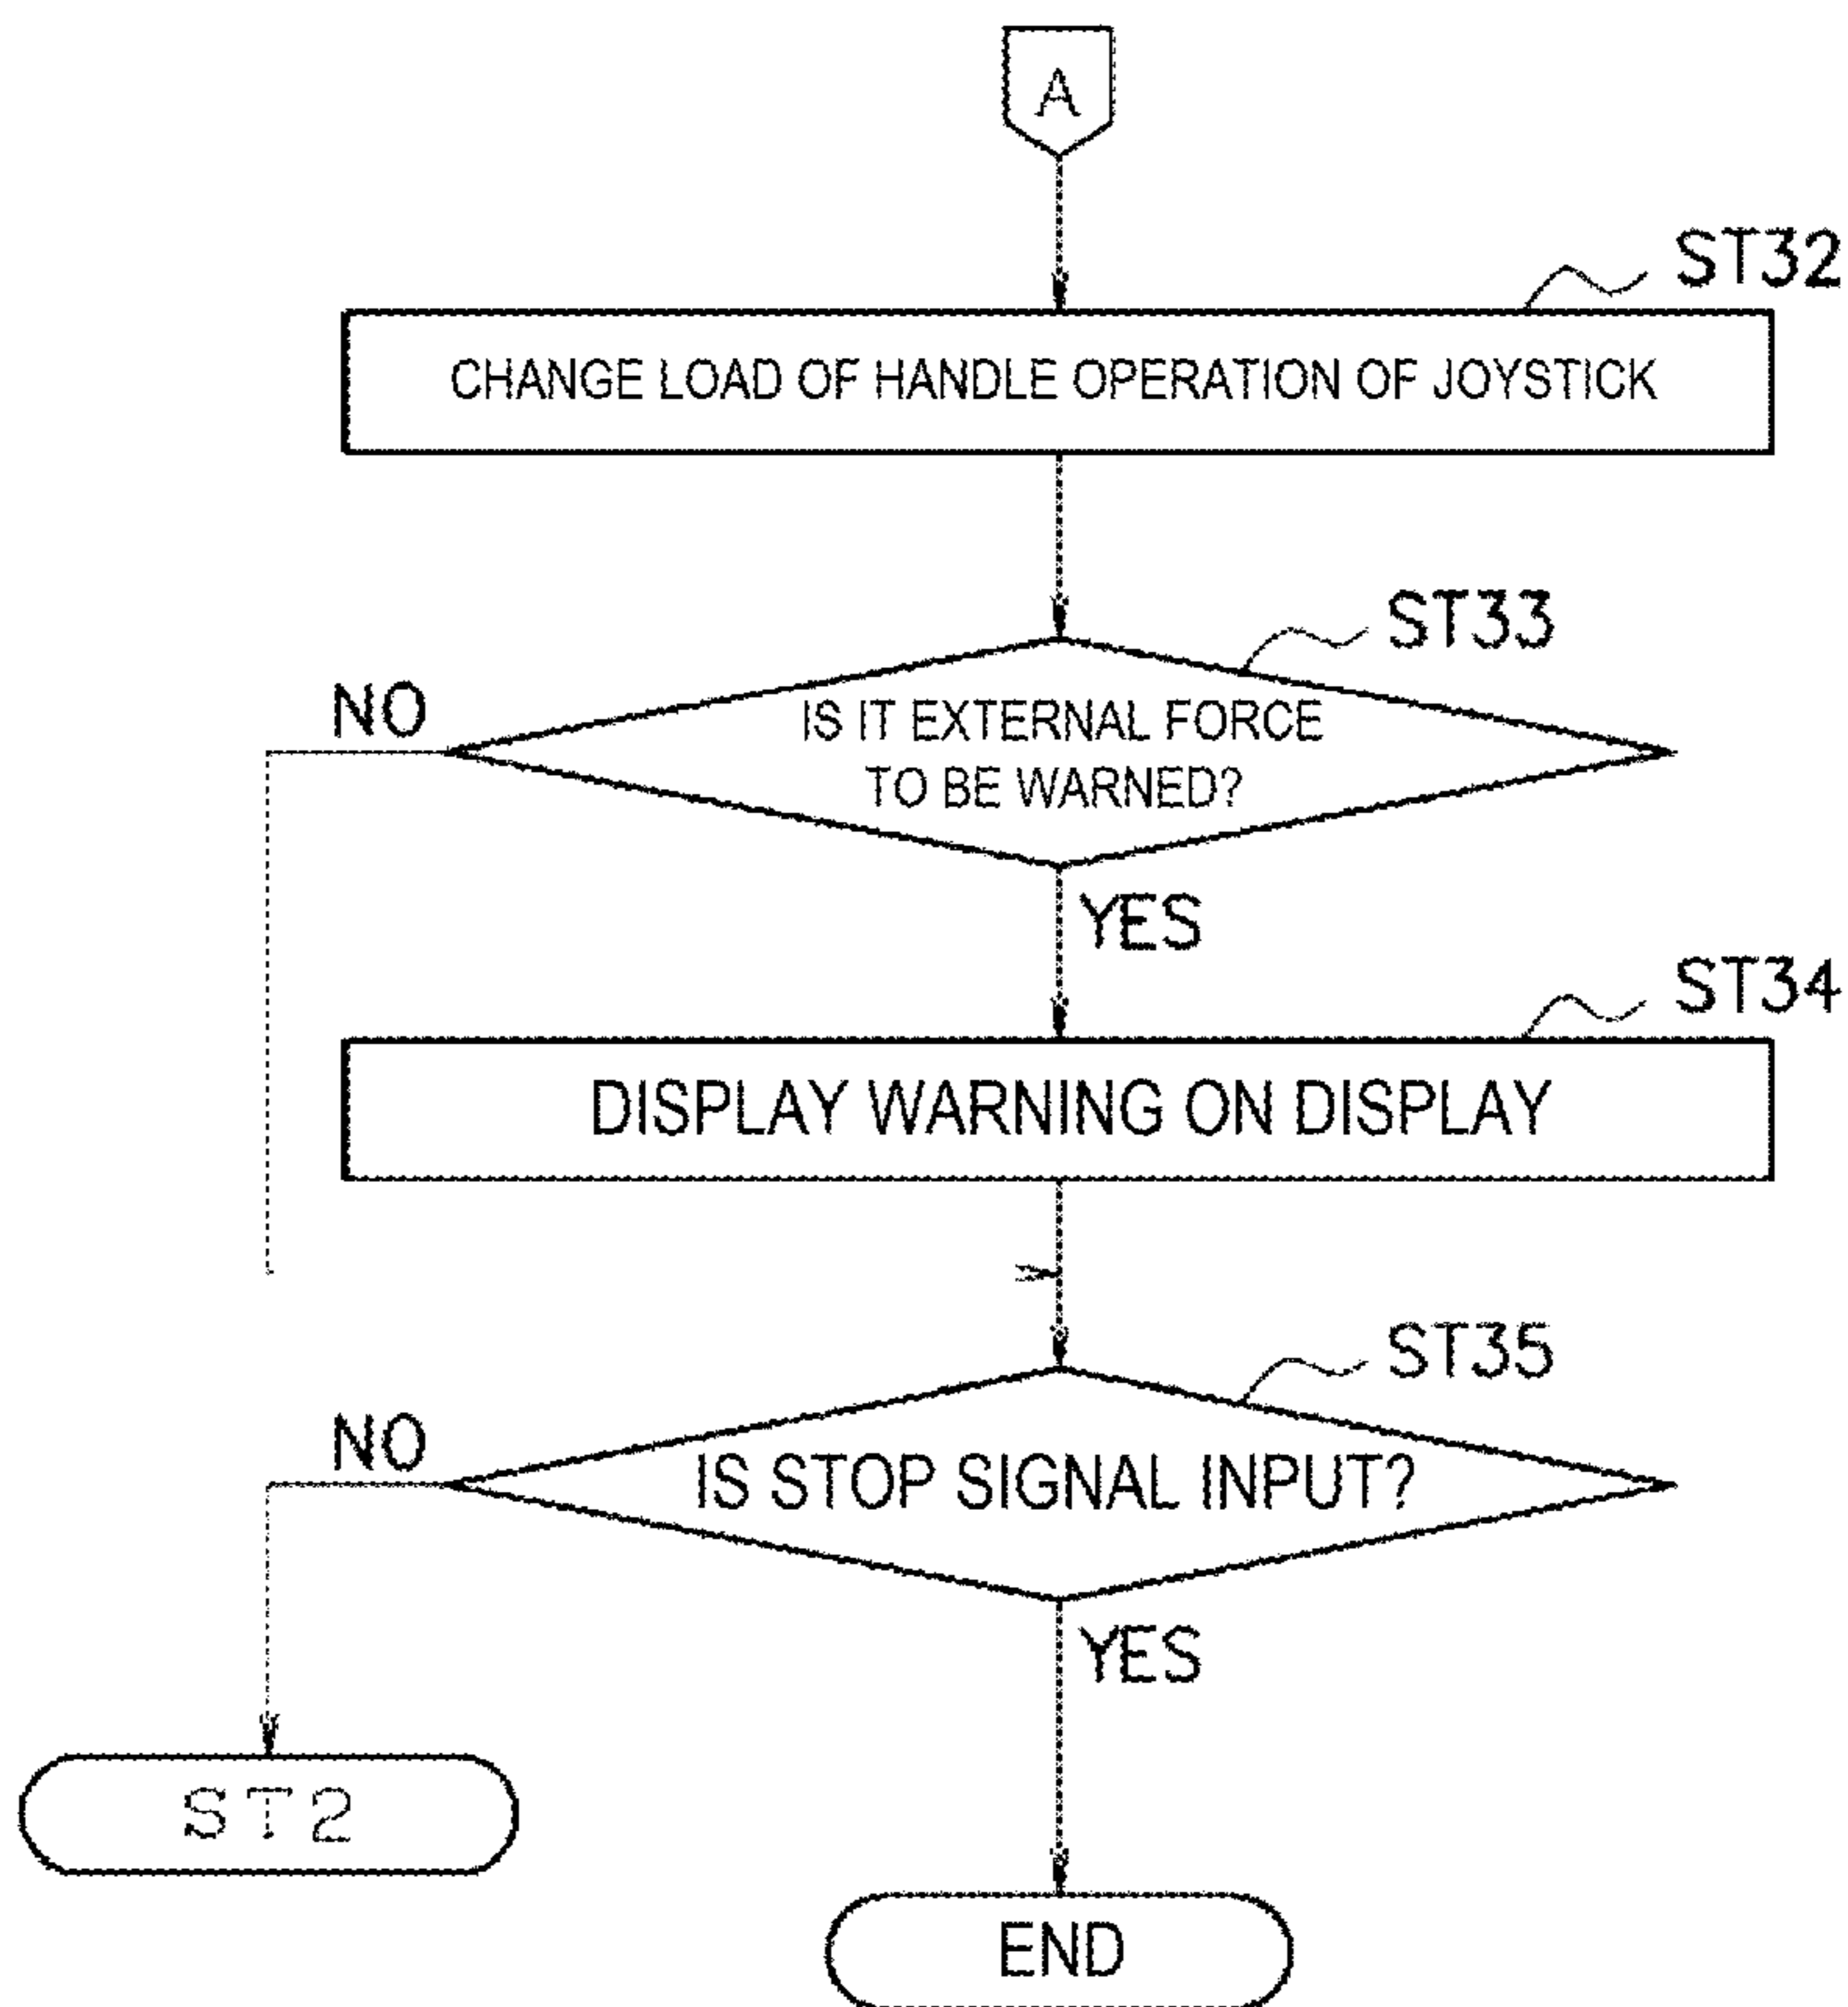 A
ST32
CHANGE LOAD OF HANDLE OPERATION OF JOYSTICK
ST33
NO
IS IT EXTERNAL FORCE
TO BE WARNED?
YES
ST34
DISPLAY WARNING ON DISPLAY
ST35
NO
IS STOP SIGNAL INPUT?
YES
ST2
END